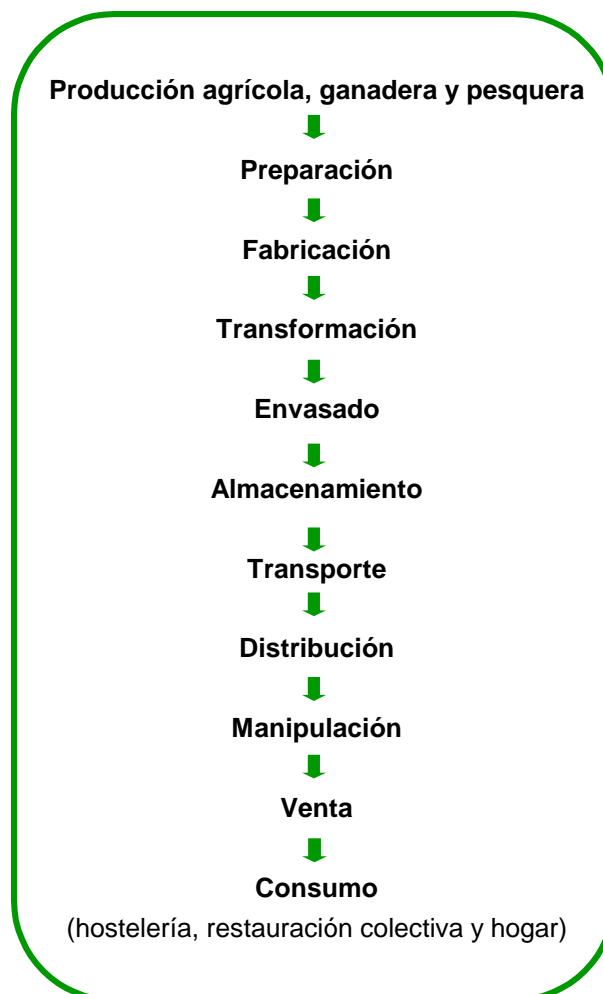 Producción agrícola, ganadera y pesquera
Preparación
Fabricación
Transformación
Envasado
Almacenamiento
Transporte
Distribución
Manipulación
Venta
Consumo
(hostelería, restauración colectiva y hogar)